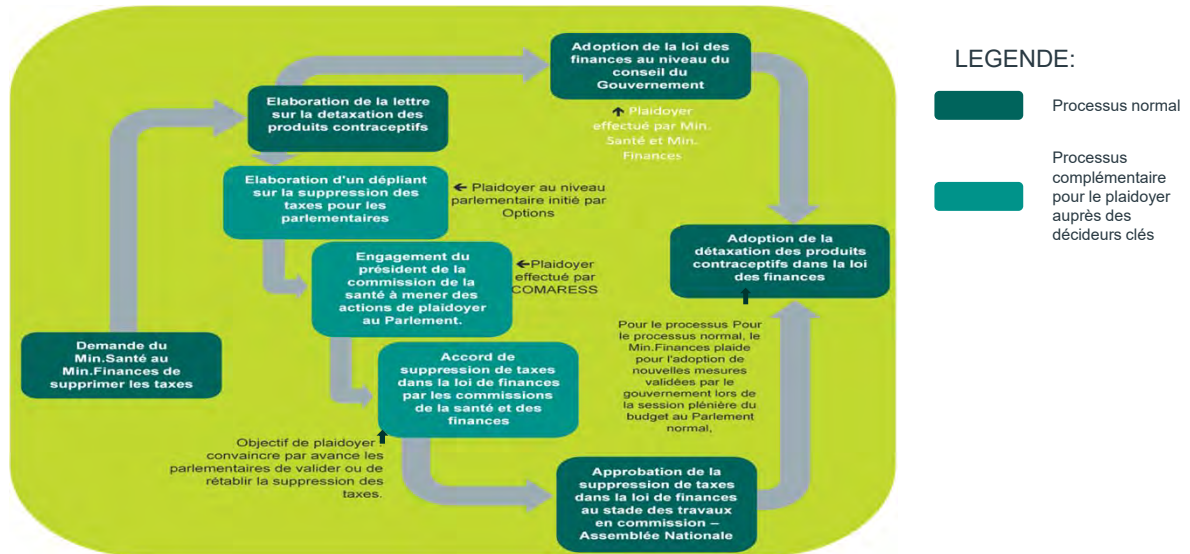 Adoption de la loi des
finances au niveau du
conseil du
Gouvernement
Elaboration de la lettre
sur la detaxation des
produits contraceptifs
↑ Plaidoyer
effectué par Min.
Santé et Min.
Finances
Elaboration d'un dépliant
sur la suppression des
taxes pour les
parlementaires
← Plaidoyer au niveau
parlementaire initié par
Options
Engagement du
président de la
commission de la
santé à mener des
actions de plaidoyer
au Parlement.
←Plaidoyer
effectué par
COMARESS
Adoption de la
détaxation des produits
contraceptifs dans la loi
des finances
Demande du
Min.Santé au
Min.Finances de
supprimer les taxes
Accord de
suppression de taxes
dans la loi de finances
par les commissions
de la santé et des
finances
Pour le processus Pour
le processus normal, le
Min.Finances plaide
pour l'adoption de
nouvelles mesures
validées par le
gouvernement lors de
la session plénière du
budget au Parlement
normal,
Objectif de plaidoyer :
convaincre par avance les
parlementaires de valider ou de
rétablir la suppression des
taxes.
Approbation de la
suppression de taxes
dans la loi de finances
au stade des travaux
en commission –
Assemblée Nationale
LEGENDE:
Processus normal
Processus
complémentaire
pour le plaidoyer
auprès des
décideurs clés